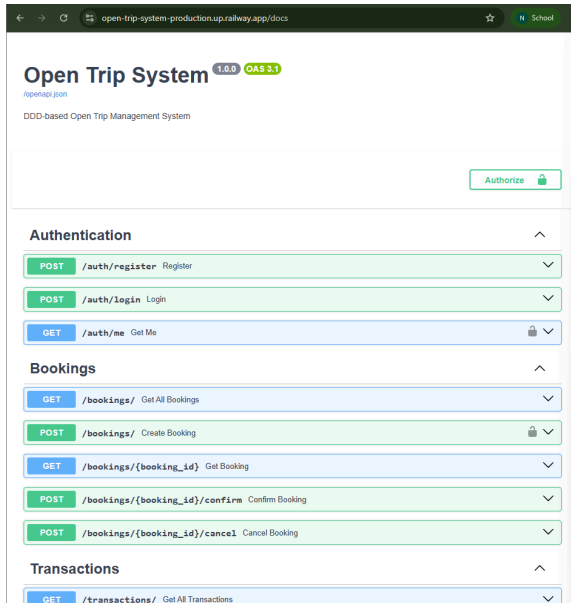 open-trip-system-production.up.railway.app/docs
N School
Open Trip System 1.0.0 OAS 3.1
/openapi.json
DDD-based Open Trip Management System
Authorize
Authentication
POST /auth/register Register
POST /auth/login Login
GET /auth/me Get Me
Bookings
GET /bookings/ Get All Bookings
POST /bookings/ Create Booking
GET /bookings/{booking_id} Get Booking
POST /bookings/{booking_id}/confirm Confirm Booking
POST /bookings/{booking_id}/cancel Cancel Booking
Transactions
GET /transactions/ Get All Transactions